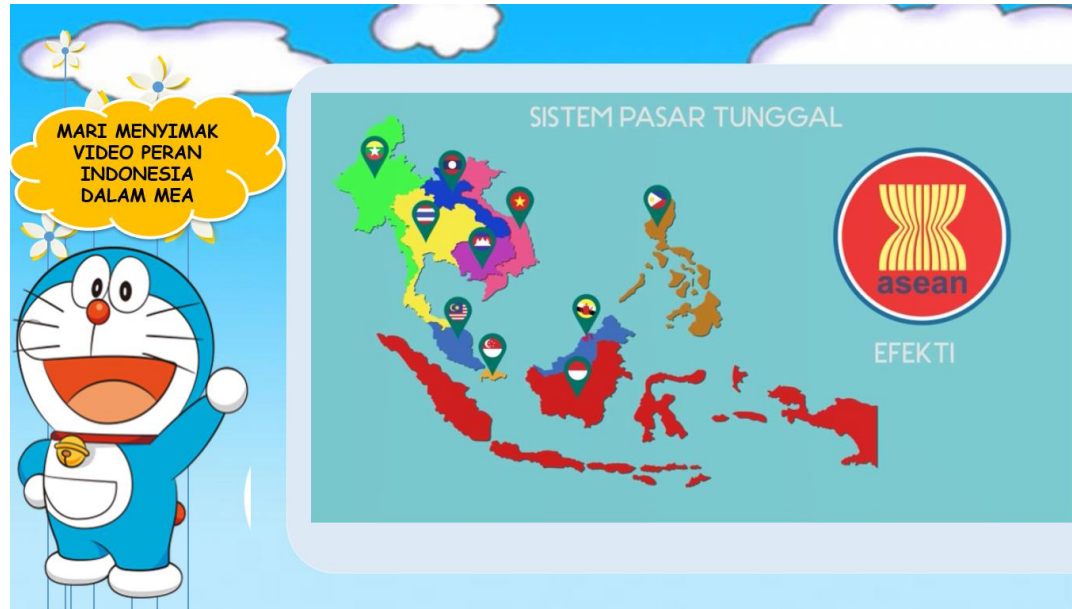 MARI MENYIMAK
VIDEO PERAN
INDONESIA
DALAM MEA
SISTEM PASAR TUNGGAL
asean
EFEKTI